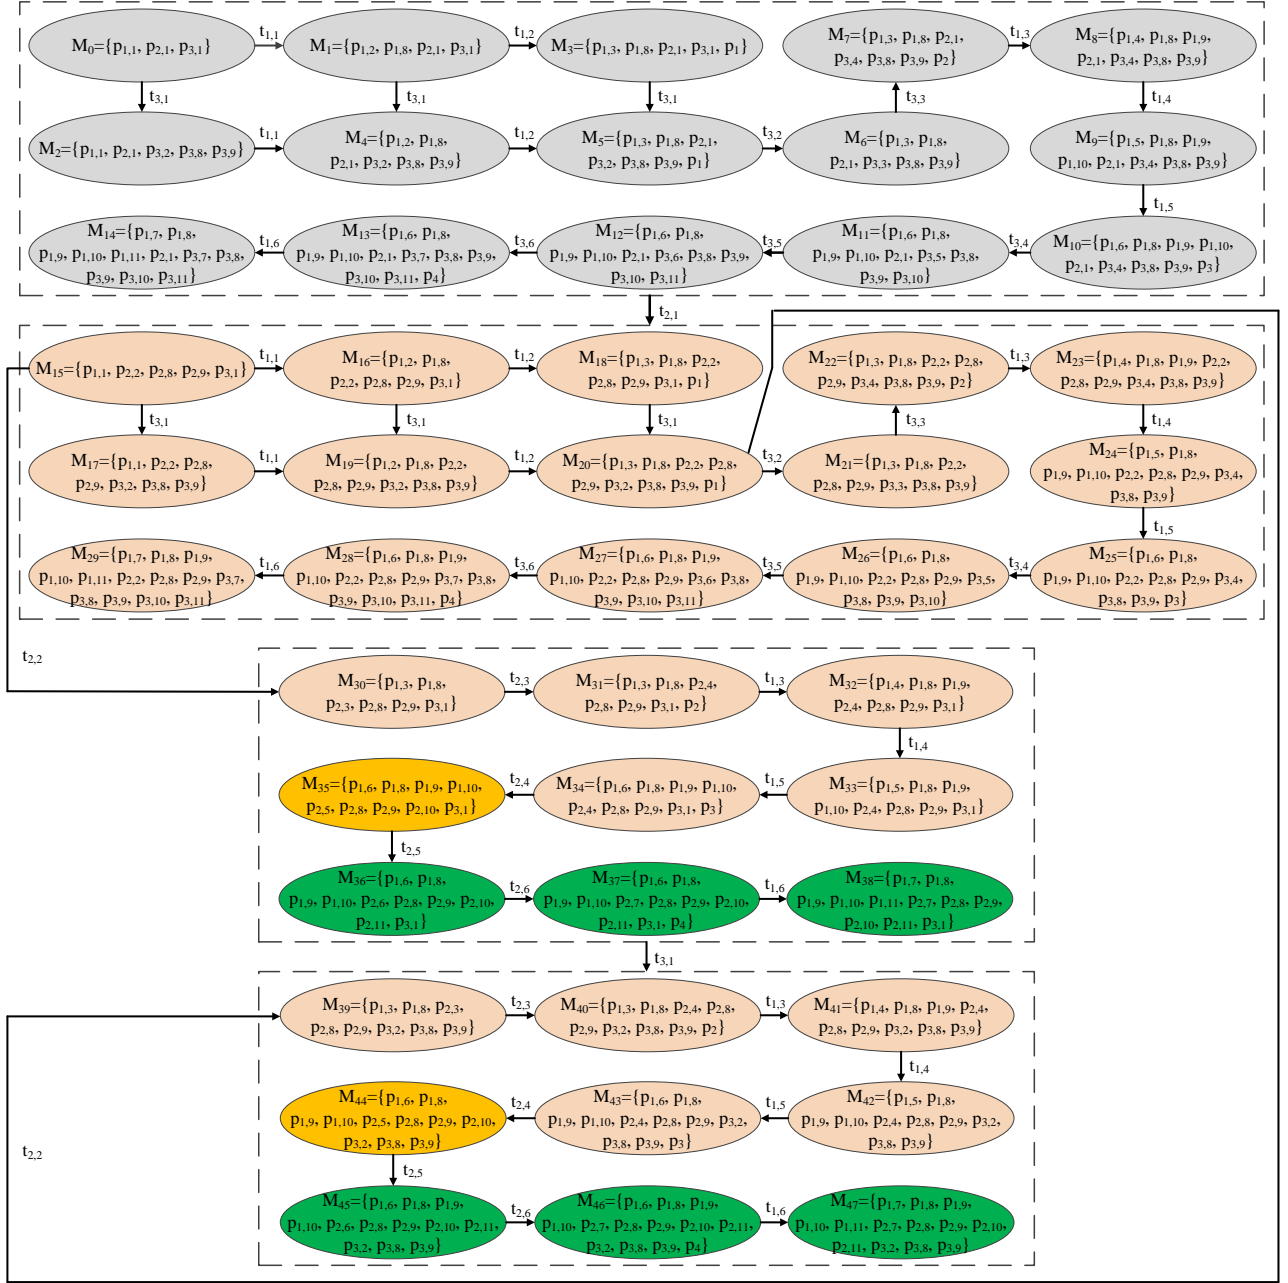 M0={p1,1, p2,1, p3,1}
t1,1
M1={p1,2, p1,8, p2,1, p3,1}
t1,2
M3={p1,3, p1,8, p2,1, p3,1, p1}
M7={p1,3, p1,8, p2,1,
p3,4, p3,8, p3,9, p2}
t1,3
M8={p1,4, p1,8, p1,9,
p2,1, p3,4, p3,8, p3,9}
t3,1
t3,1
t3,1
t3,3
t1,4
M2={p1,1, p2,1, p3,2, p3,8, p3,9}
t1,1
M4={p1,2, p1,8,
p2,1, p3,2, p3,8, p3,9}
t1,2
M5={p1,3, p1,8, p2,1,
p3,2, p3,8, p3,9, p1}
t3,2
M6={p1,3, p1,8,
p2,1, p3,3, p3,8, p3,9}
M9={p1,5, p1,8, p1,9,
p1,10, p2,1, p3,4, p3,8, p3,9}
t1,5
M14={p1,7, p1,8,
p1,9, p1,10, p1,11, p2,1, p3,7, p3,8,
p3,9, p3,10, p3,11}
t1,6
M13={p1,6, p1,8,
p1,9, p1,10, p2,1, p3,7, p3,8, p3,9,
p3,10, p3,11, p4}
t3,6
M12={p1,6, p1,8,
p1,9, p1,10, p2,1, p3,6, p3,8, p3,9,
p3,10, p3,11}
t3,5
M11={p1,6, p1,8,
p1,9, p1,10, p2,1, p3,5, p3,8,
p3,9, p3,10}
t3,4
M10={p1,6, p1,8, p1,9, p1,10,
p2,1, p3,4, p3,8, p3,9, p3}
t2,1
M15={p1,1, p2,2, p2,8, p2,9, p3,1}
t1,1
M16={p1,2, p1,8,
p2,2, p2,8, p2,9, p3,1}
t1,2
M18={p1,3, p1,8, p2,2,
p2,8, p2,9, p3,1, p1}
M22={p1,3, p1,8, p2,2, p2,8,
p2,9, p3,4, p3,8, p3,9, p2}
t1,3
M23={p1,4, p1,8, p1,9, p2,2,
p2,8, p2,9, p3,4, p3,8, p3,9}
t3,1
t3,1
t3,1
t3,3
t1,4
M17={p1,1, p2,2, p2,8,
p2,9, p3,2, p3,8, p3,9}
t1,1
M19={p1,2, p1,8, p2,2,
p2,8, p2,9, p3,2, p3,8, p3,9}
t1,2
M20={p1,3, p1,8, p2,2, p2,8,
p2,9, p3,2, p3,8, p3,9, p1}
t3,2
M21={p1,3, p1,8, p2,2,
p2,8, p2,9, p3,3, p3,8, p3,9}
M24={p1,5, p1,8,
p1,9, p1,10, p2,2, p2,8, p2,9, p3,4,
p3,8, p3,9}
t1,5
M29={p1,7, p1,8, p1,9,
p1,10, p1,11, p2,2, p2,8, p2,9, p3,7,
p3,8, p3,9, p3,10, p3,11}
t1,6
M28={p1,6, p1,8, p1,9,
p1,10, p2,2, p2,8, p2,9, p3,7, p3,8,
p3,9, p3,10, p3,11, p4}
t3,6
M27={p1,6, p1,8, p1,9,
p1,10, p2,2, p2,8, p2,9, p3,6, p3,8,
p3,9, p3,10, p3,11}
t3,5
M26={p1,6, p1,8,
p1,9, p1,10, p2,2, p2,8, p2,9, p3,5,
p3,8, p3,9, p3,10}
t3,4
M25={p1,6, p1,8,
p1,9, p1,10, p2,2, p2,8, p2,9, p3,4,
p3,8, p3,9, p3}
t2,2
M30={p1,3, p1,8,
p2,3, p2,8, p2,9, p3,1}
t2,3
M31={p1,3, p1,8, p2,4,
p2,8, p2,9, p3,1, p2}
t1,3
M32={p1,4, p1,8, p1,9,
p2,4, p2,8, p2,9, p3,1}
t1,4
M35={p1,6, p1,8, p1,9, p1,10,
p2,5, p2,8, p2,9, p2,10, p3,1}
t2,4
M34={p1,6, p1,8, p1,9, p1,10,
p2,4, p2,8, p2,9, p3,1, p3}
t1,5
M33={p1,5, p1,8, p1,9,
p1,10, p2,4, p2,8, p2,9, p3,1}
t2,5
M36={p1,6, p1,8,
p1,9, p1,10, p2,6, p2,8, p2,9, p2,10,
p2,11, p3,1}
t2,6
M37={p1,6, p1,8,
p1,9, p1,10, p2,7, p2,8, p2,9, p2,10,
p2,11, p3,1, p4}
t1,6
M38={p1,7, p1,8,
p1,9, p1,10, p1,11, p2,7, p2,8, p2,9,
p2,10, p2,11, p3,1}
t3,1
M39={p1,3, p1,8, p2,3,
p2,8, p2,9, p3,2, p3,8, p3,9}
t2,3
M40={p1,3, p1,8, p2,4, p2,8,
p2,9, p3,2, p3,8, p3,9, p2}
t1,3
M41={p1,4, p1,8, p1,9, p2,4,
p2,8, p2,9, p3,2, p3,8, p3,9}
t1,4
M44={p1,6, p1,8,
p1,9, p1,10, p2,5, p2,8, p2,9, p2,10,
p3,2, p3,8, p3,9}
t2,4
M43={p1,6, p1,8,
p1,9, p1,10, p2,4, p2,8, p2,9, p3,2,
p3,8, p3,9, p3}
t1,5
M42={p1,5, p1,8,
p1,9, p1,10, p2,4, p2,8, p2,9, p3,2,
p3,8, p3,9}
t2,2
t2,5
M45={p1,6, p1,8, p1,9,
p1,10, p2,6, p2,8, p2,9, p2,10, p2,11,
p3,2, p3,8, p3,9}
t2,6
M46={p1,6, p1,8, p1,9,
p1,10, p2,7, p2,8, p2,9, p2,10, p2,11,
p3,2, p3,8, p3,9, p4}
t1,6
M47={p1,7, p1,8, p1,9,
p1,10, p1,11, p2,7, p2,8, p2,9, p2,10,
p2,11, p3,2, p3,8, p3,9}